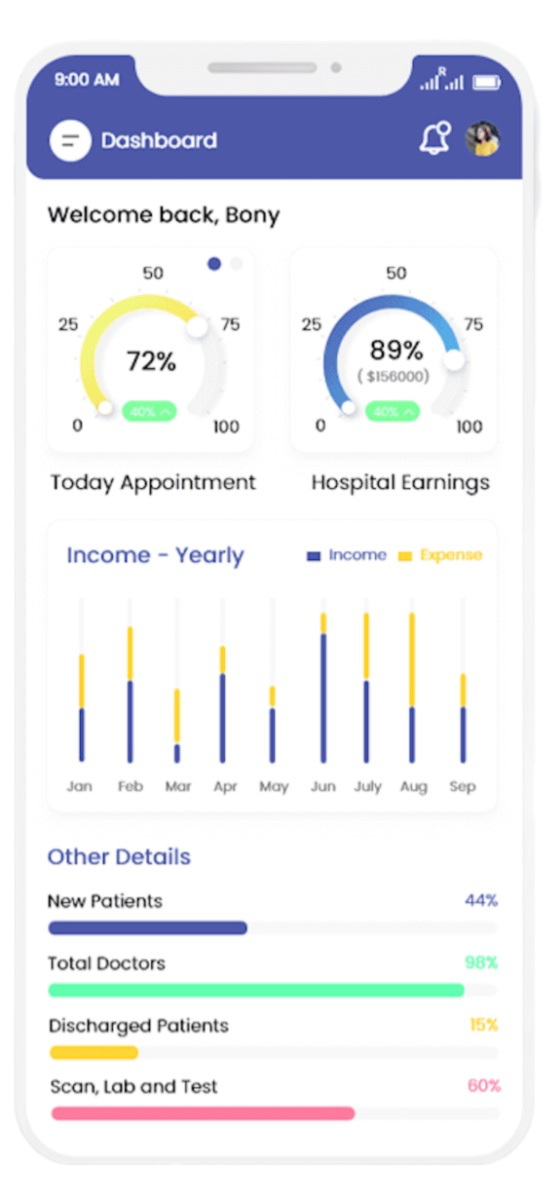 9:00 AM
R
Dashboard
Welcome back, Bony
50
25 75
72%
40%
0 100
50
25 75
89%
( $156000)
40%
0 100
Today Appointment Hospital Earnings
Income - Yearly Income Expense
Jan Feb Mar Apr May Jun July Aug Sep
Other Details
New Patients 44%
Total Doctors 98%
Discharged Patients 15%
Scan, Lab and Test 60%